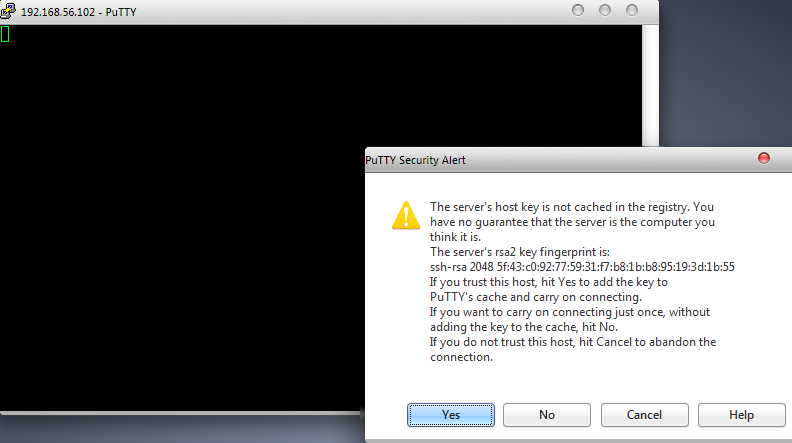 192.168.56.102 - PuTTY
PuTTY Security Alert
The server's host key is not cached in the registry. You
have no guarantee that the server is the computer you
think it is.
The server's rsa2 key fingerprint is:
ssh-rsa 2048 5f:43:c0:92:77:59:31:f7:b8:1b:b8:95:19:3d:1b:55
If you trust this host, hit Yes to add the key to
PuTTY's cache and carry on connecting.
If you want to carry on connecting just once, without
adding the key to the cache, hit No.
If you do not trust this host, hit Cancel to abandon the
connection.
Yes
No
Cancel
Help